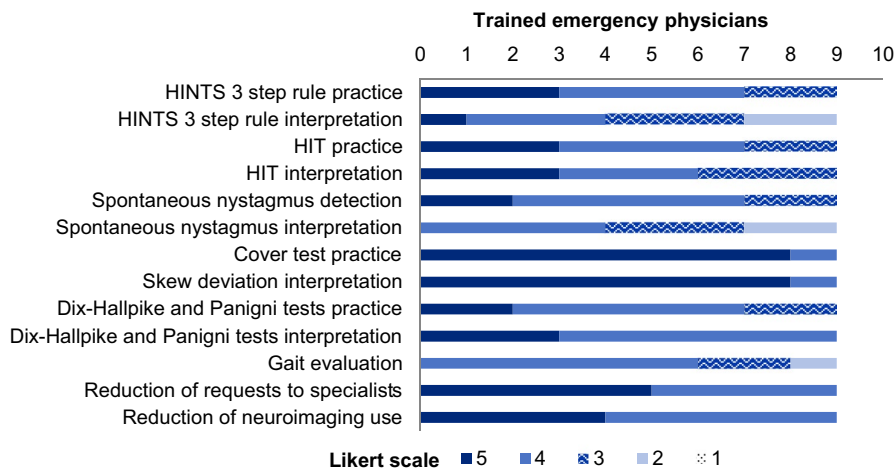 Trained emergency physicians
0 1 2 3 4 5 6 7 8 9 10
HINTS 3 step rule practice
HINTS 3 step rule interpretation
HIT practice
HIT interpretation
Spontaneous nystagmus detection
Spontaneous nystagmus interpretation
Cover test practice
Skew deviation interpretation
Dix-Hallpike and Panigni tests practice
Dix-Hallpike and Panigni tests interpretation
Gait evaluation
Reduction of requests to specialists
Reduction of neuroimaging use
Likert scale 5 4 3 2 1